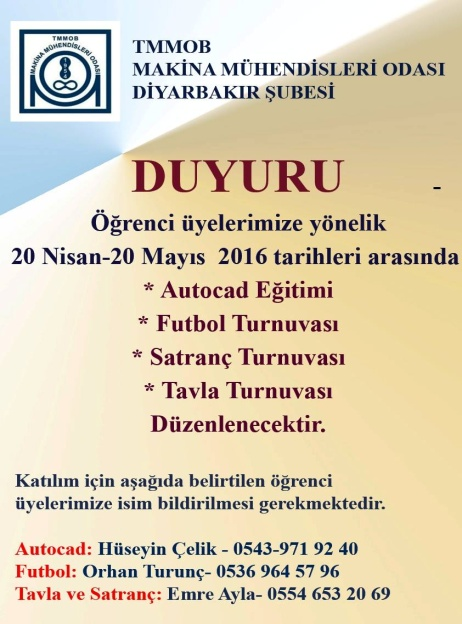 TMMOB
MAKİNA MÜHENDİSLERİ ODASI
TMMOB
MAKİNA MÜHENDİSLERİ ODASI
DİYARBAKIR ŞUBESİ
DUYURU -
Öğrenci üyelerimize yönelik
20 Nisan-20 Mayıs 2016 tarihleri arasında
* Autocad Eğitimi
* Futbol Turnuvası
* Satranç Turnuvası
* Tavla Turnuvası
Düzenlenecektir.
Katılım için aşağıda belirtilen öğrenci
üyelerimize isim bildirilmesi gerekmektedir.
Autocad: Hüseyin Çelik - 0543-971 92 40
Futbol: Orhan Turunç- 0536 964 57 96
Tavla ve Satranç: Emre Ayla- 0554 653 20 69